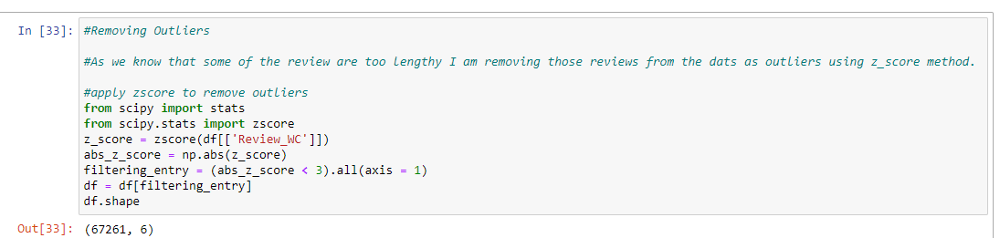 In [33]: #Removing Outliers
#As we know that some of the review are too lengthy I am removing those reviews from the dats as outliers using z_score method.
#apply zscore to remove outliers
from scipy import stats
from scipy.stats import zscore
z_score = zscore(df[['Review_WC']])
abs_z_score = np.abs(z_score)
filtering_entry = (abs_z_score < 3).all(axis = 1)
df = df[filtering_entry]
df.shape
Out[33]: (67261, 6)